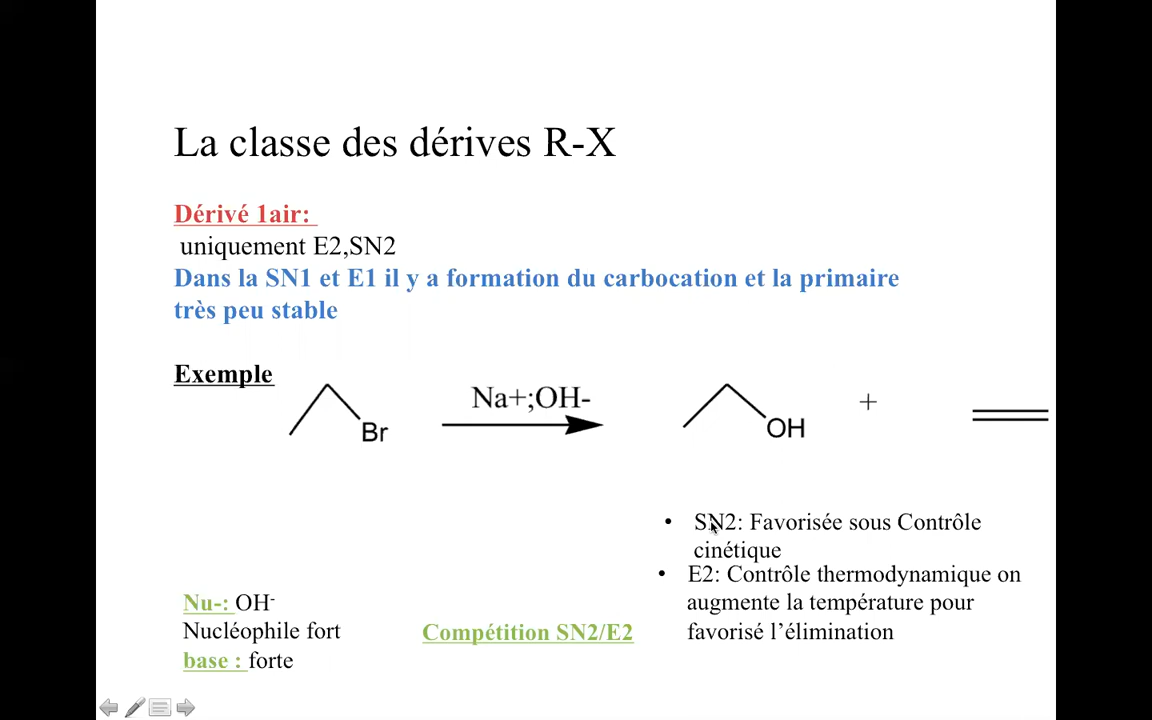 La classe des dérives R-X
Dérivé 1air:
uniquement E2,SN2
Dans la SN1 et E1 il y a formation du carbocation et la primaire
très peu stable
Exemple
Br
Na+;OH-
OH
+
SN2: Favorisée sous Contrôle
cinétique
E2: Contrôle thermodynamique on
augmente la température pour
favorisé l’élimination
Nu-: OH-
Nucléophile fort
base : forte
Compétition SN2/E2